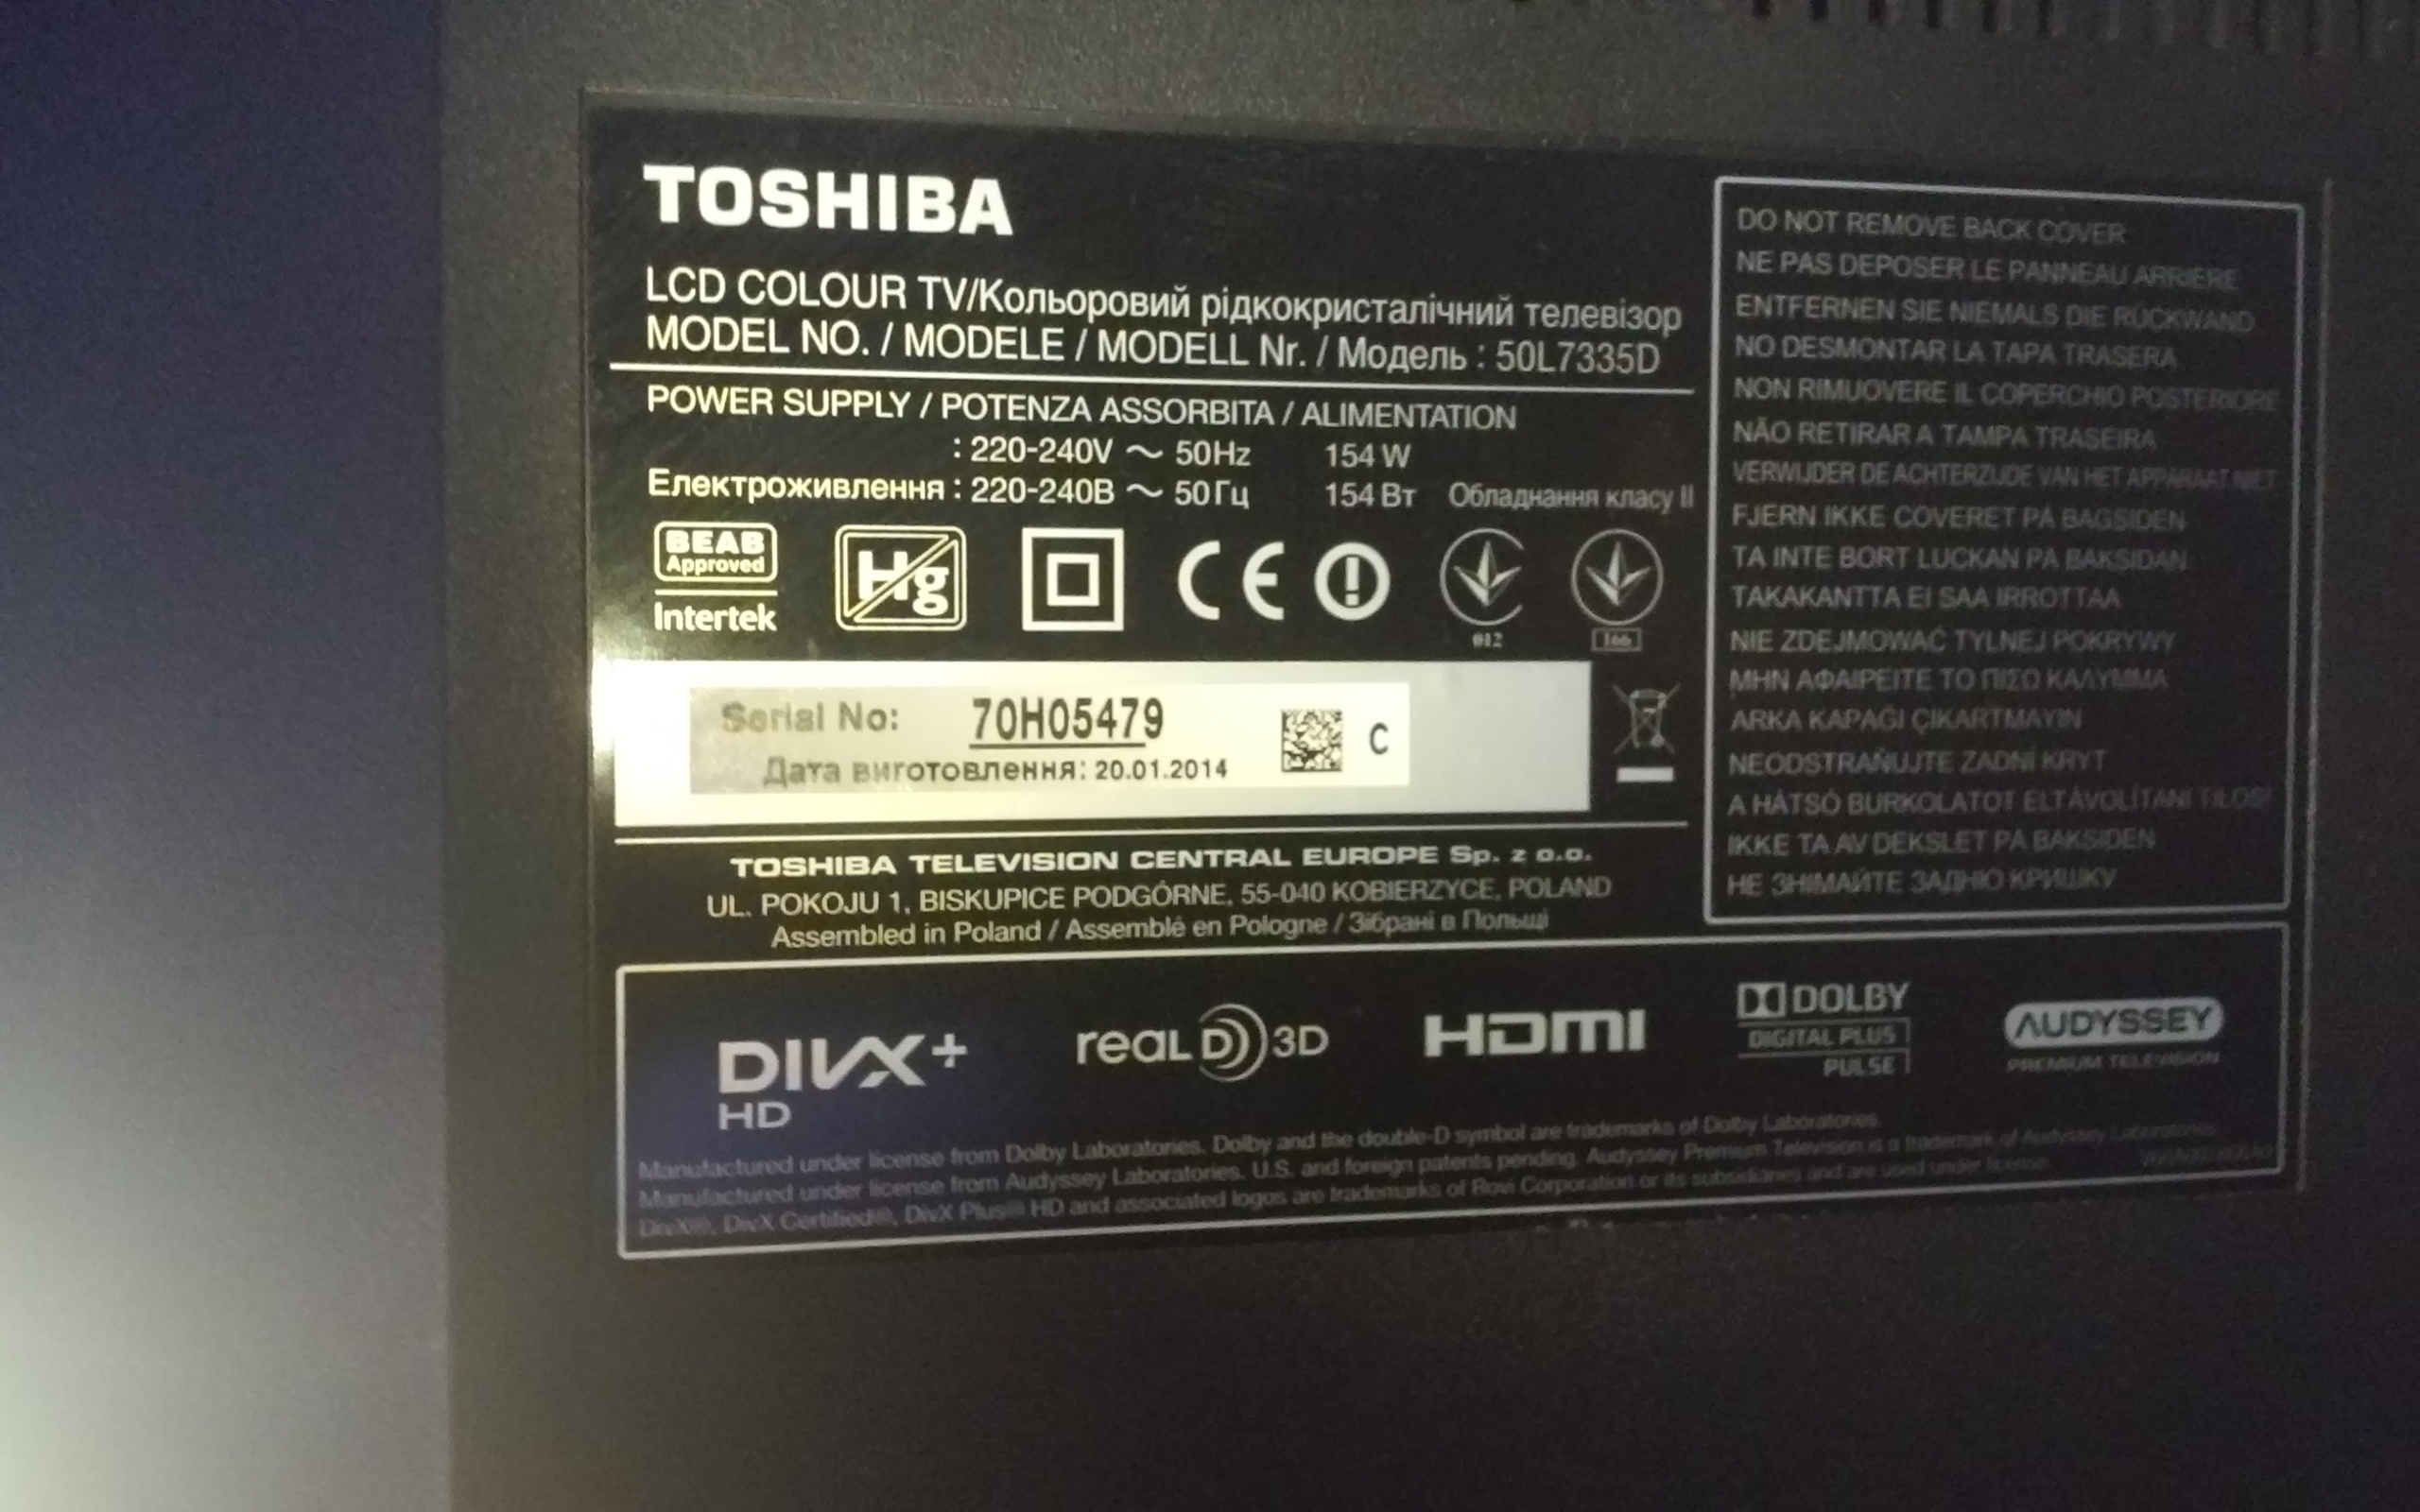 TOSHIBA
LCD COLOUR TV/Кольоровий рідкокристалічний телевізор
MODEL NO. / MODELE / MODELL Nr. / Модель : 50L7335D
POWER SUPPLY / POTENZA ASSORBITA / ALIMENTATION
: 220-240V ～ 50Hz 154 W
Електроживлення : 220-240В ～ 50Гц 154 Вт Обладнання класу II
BEAB
Approved
Intertek
Hg
CE
012
166
Serial No: 70H05479
C
Дата виготовлення: 20.01.2014
TOSHIBA TELEVISION CENTRAL EUROPE Sp. z o.o.
UL. POKOJU 1, BISKUPICE PODGÓRNE, 55-040 KOBIERZYCE, POLAND
Assembled in Poland / Assemblé en Pologne / Зібрані в Польщі
DO NOT REMOVE BACK COVER
NE PAS DEPOSER LE PANNEAU ARRIERE
ENTFERNEN SIE NIEMALS DIE RÜCKWAND
NO DESMONTAR LA TAPA TRASERA
NON RIMUOVERE IL COPERCHIO POSTERIORE
NÃO RETIRAR A TAMPA TRASEIRA
VERWIJDER DE ACHTERZIJDE VAN HET APPARAAT NIET
FJERN IKKE COVERET PÅ BAGSIDEN
TA INTE BORT LUCKAN PÅ BAKSIDAN
TAKAKANTTA EI SAA IRROTTAA
NIE ZDEJMOWAĆ TYLNEJ POKRYWY
ΜΗΝ ΑΦΑΙΡΕΙΤΕ ΤΟ ΠΙΣΩ ΚΑΛΥΜΜΑ
ARKA KAPAĞI ÇIKARTMAYIN
NEODSTRAŇUJTE ZADNÍ KRYT
A HÁTSÓ BURKOLATOT ELTÁVOLÍTANI TILOS!
IKKE TA AV DEKSLET PÅ BAKSIDEN
НЕ ЗНІМАЙТЕ ЗАДНЮ КРИШКУ
DIVX+
HD
REAL D 3D
HDMI
DOLBY
DIGITAL PLUS
PULSE
AUDYSSEY
PREMIUM TELEVISION
Manufactured under license from Dolby Laboratories. Dolby and the double-D symbol are trademarks of Dolby Laboratories.
Manufactured under license from Audyssey Laboratories. U.S. and foreign patents pending. Audyssey Premium Television is a trademark of Audyssey Laboratories.
DivX®, DivX Certified®, DivX Plus® HD and associated logos are trademarks of Rovi Corporation or its subsidiaries and are used under license.